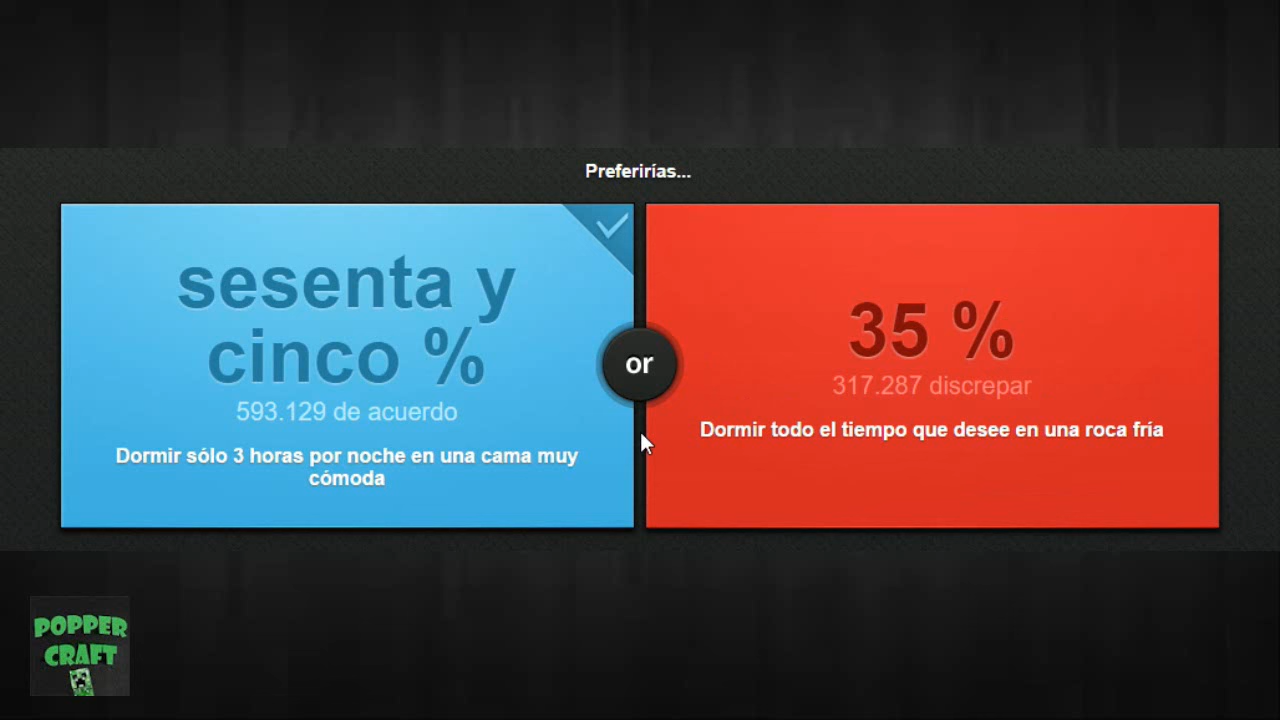 Preferirías...
sesenta y
cinco %
593.129 de acuerdo
Dormir sólo 3 horas por noche en una cama muy
cómoda
or
35 %
317.287 discrepar
Dormir todo el tiempo que desee en una roca fría
POPPER
CRAFT